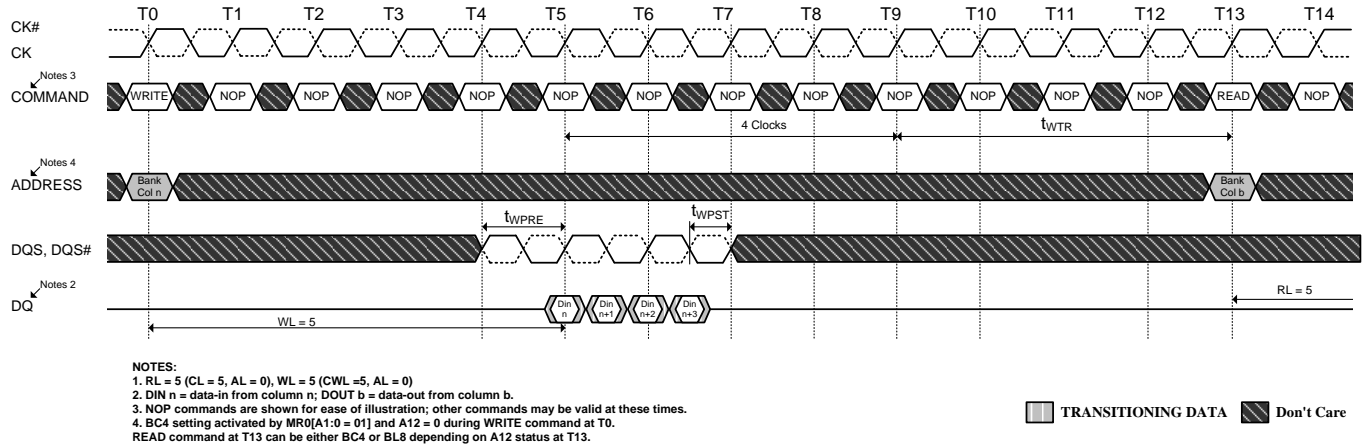 T0 T1 T2 T3 T4 T5 T6 T7 T8 T9 T10 T11 T12 T13 T14
CK#
CK
Notes 3
COMMAND
WRITE NOP NOP NOP NOP NOP NOP NOP NOP NOP NOP NOP NOP READ NOP
4 Clocks
tWTR
Notes 4
ADDRESS
Bank
Col n
Bank
Col b
tWPRE
tWPST
DQS, DQS#
Notes 2
DQ
Din
n
Din
n+1
Din
n+2
Din
n+3
RL = 5
WL = 5
NOTES:
1. RL = 5 (CL = 5, AL = 0), WL = 5 (CWL =5, AL = 0)
2. DIN n = data-in from column n; DOUT b = data-out from column b.
3. NOP commands are shown for ease of illustration; other commands may be valid at these times.
4. BC4 setting activated by MR0[A1:0 = 01] and A12 = 0 during WRITE command at T0.
READ command at T13 can be either BC4 or BL8 depending on A12 status at T13.
TRANSITIONING DATA
Don't Care